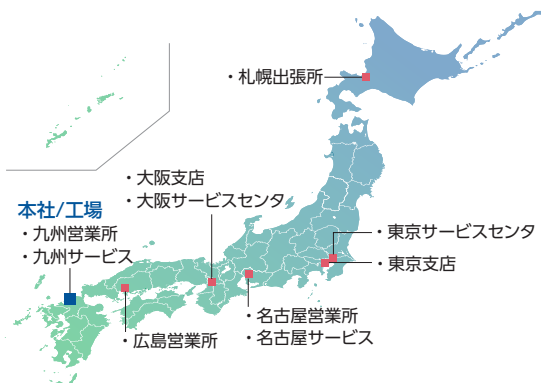 ・札幌出張所
・大阪支店
・大阪サービスセンタ
本社/工場
・九州営業所
・九州サービス
・東京サービスセンタ
・東京支店
・名古屋営業所
・名古屋サービス
・広島営業所